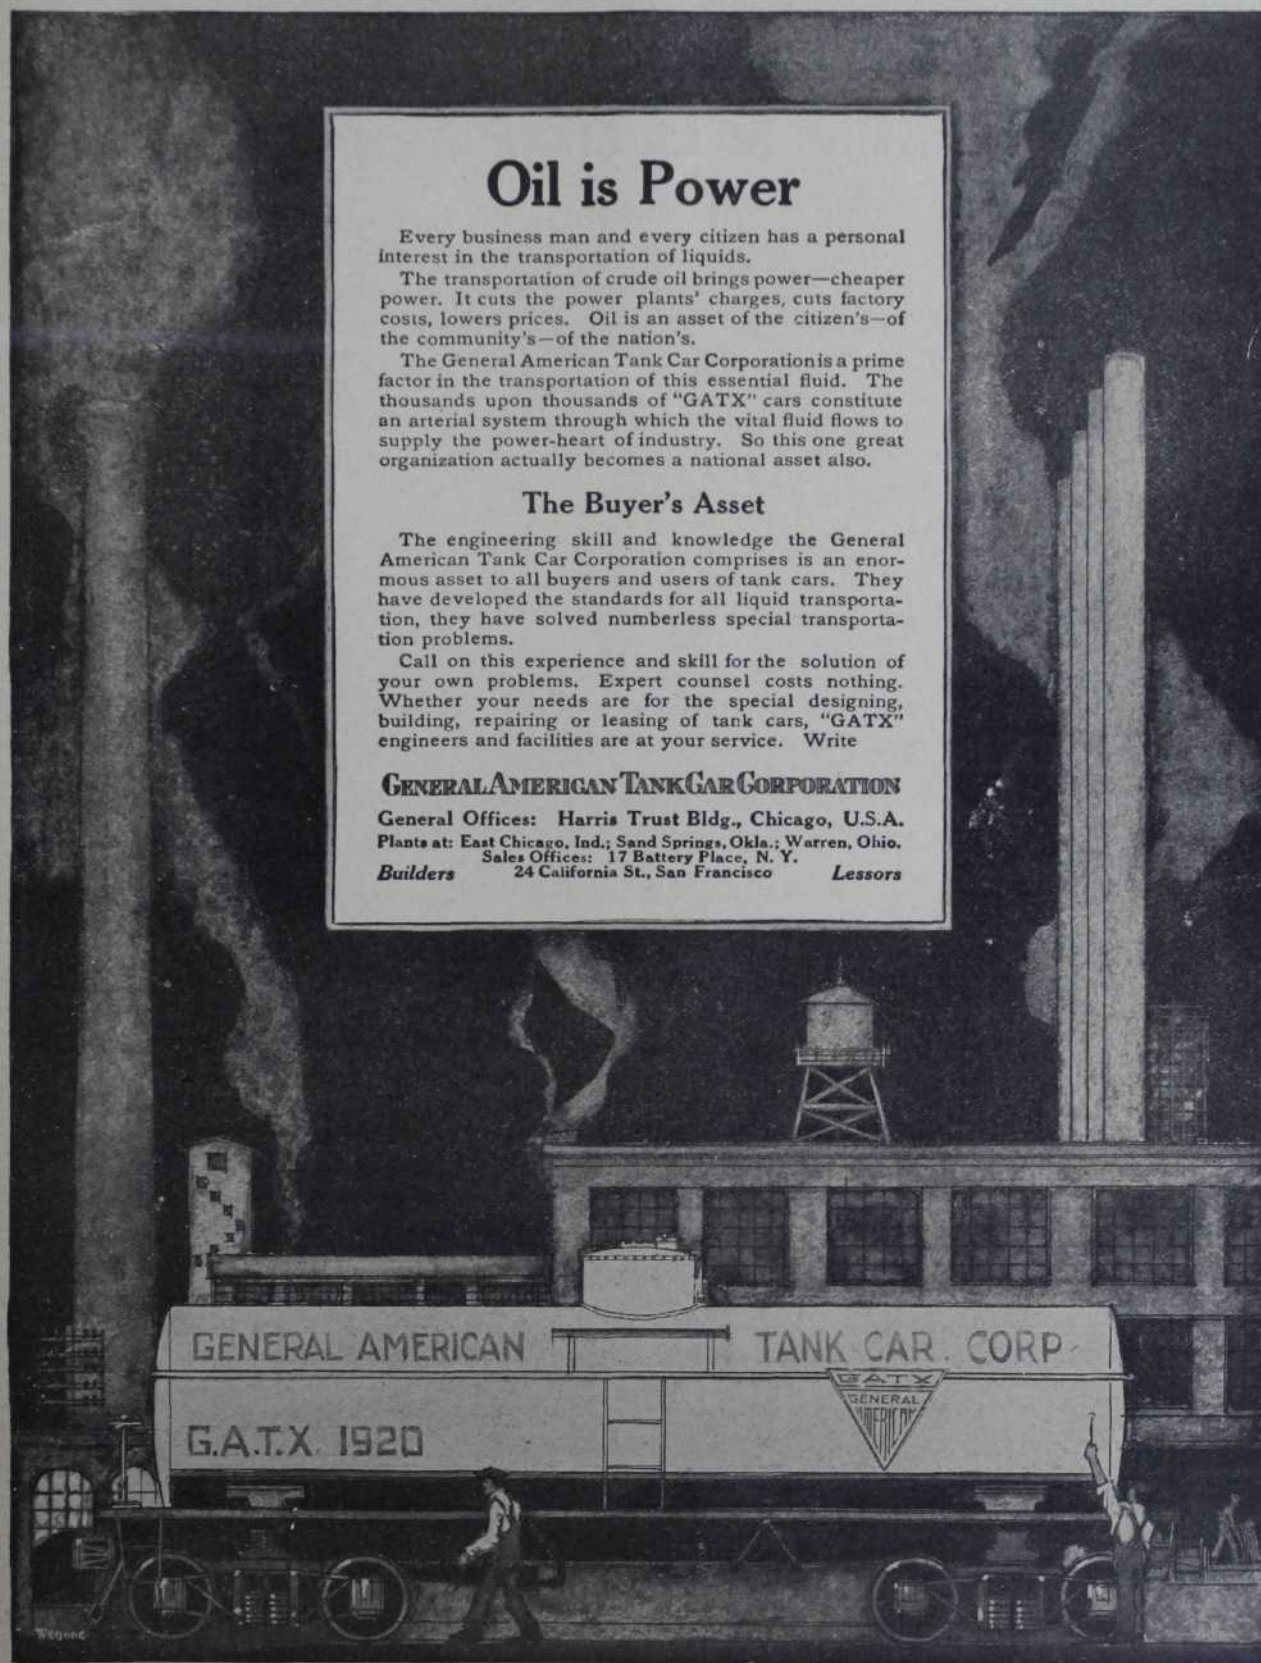 Oil is Power
Every business man and every citizen has a personal
interest in the transportation of liquids.
The transportation of crude oil brings power—cheaper
power. It cuts the power plants' charges, cuts factory
costs, lowers prices. Oil is an asset of the citizen's—of
the community's—of the nation's.
The General American Tank Car Corporation is a prime
factor in the transportation of this essential fluid. The
thousands upon thousands of "GATX" cars constitute
an arterial system through which the vital fluid flows to
supply the power-heart of industry. So this one great
organization actually becomes a national asset also.
The Buyer's Asset
The engineering skill and knowledge the General
American Tank Car Corporation comprises is an enor-
mous asset to all buyers and users of tank cars. They
have developed the standards for all liquid transporta-
tion, they have solved numberless special transporta-
tion problems.
Call on this experience and skill for the solution of
your own problems. Expert counsel costs nothing.
Whether your needs are for the special designing,
building, repairing or leasing of tank cars, "GATX"
engineers and facilities are at your service. Write
GENERAL AMERICAN TANK CAR CORPORATION
General Offices: Harris Trust Bldg., Chicago, U.S.A.
Plants at: East Chicago, Ind.; Sand Springs, Okla.; Warren, Ohio.
Sales Offices: 17 Battery Place, N. Y.
Builders 24 California St., San Francisco Lessors
GENERAL AMERICAN TANK CAR. CORP
GATX
GENERAL
AMERICAN
G.A.T.X. 1920